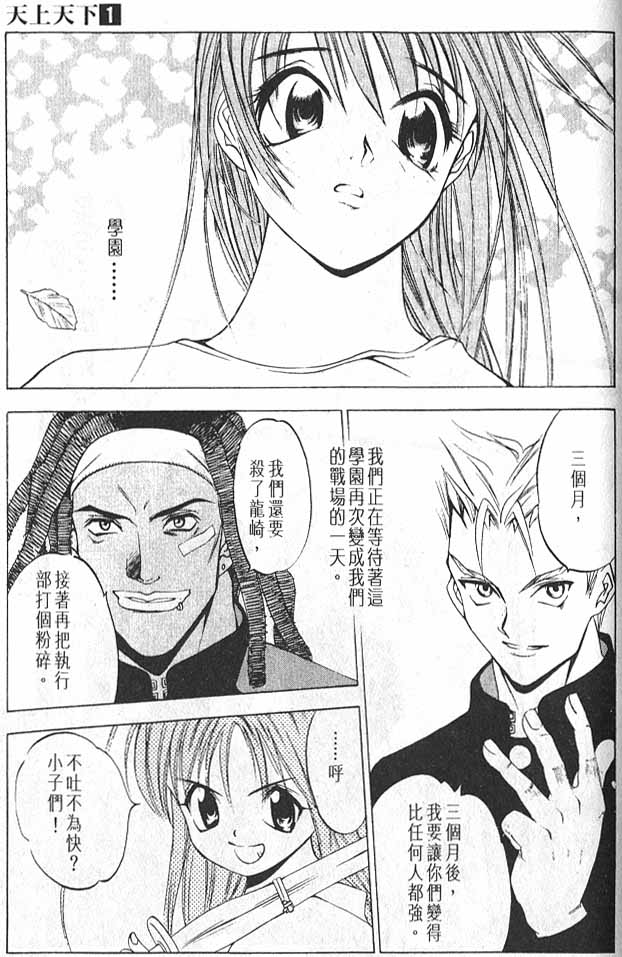 天上天下1
學園……
三個月，
我們正在等待著這
學園再次變成我們
的戰場的一天。
我們還要
殺了龍崎，
接著再把執行
部打個粉碎。
三個月後，
我要讓你們變得
比任何人都強。
……呼
不吐不為快？
小子們！